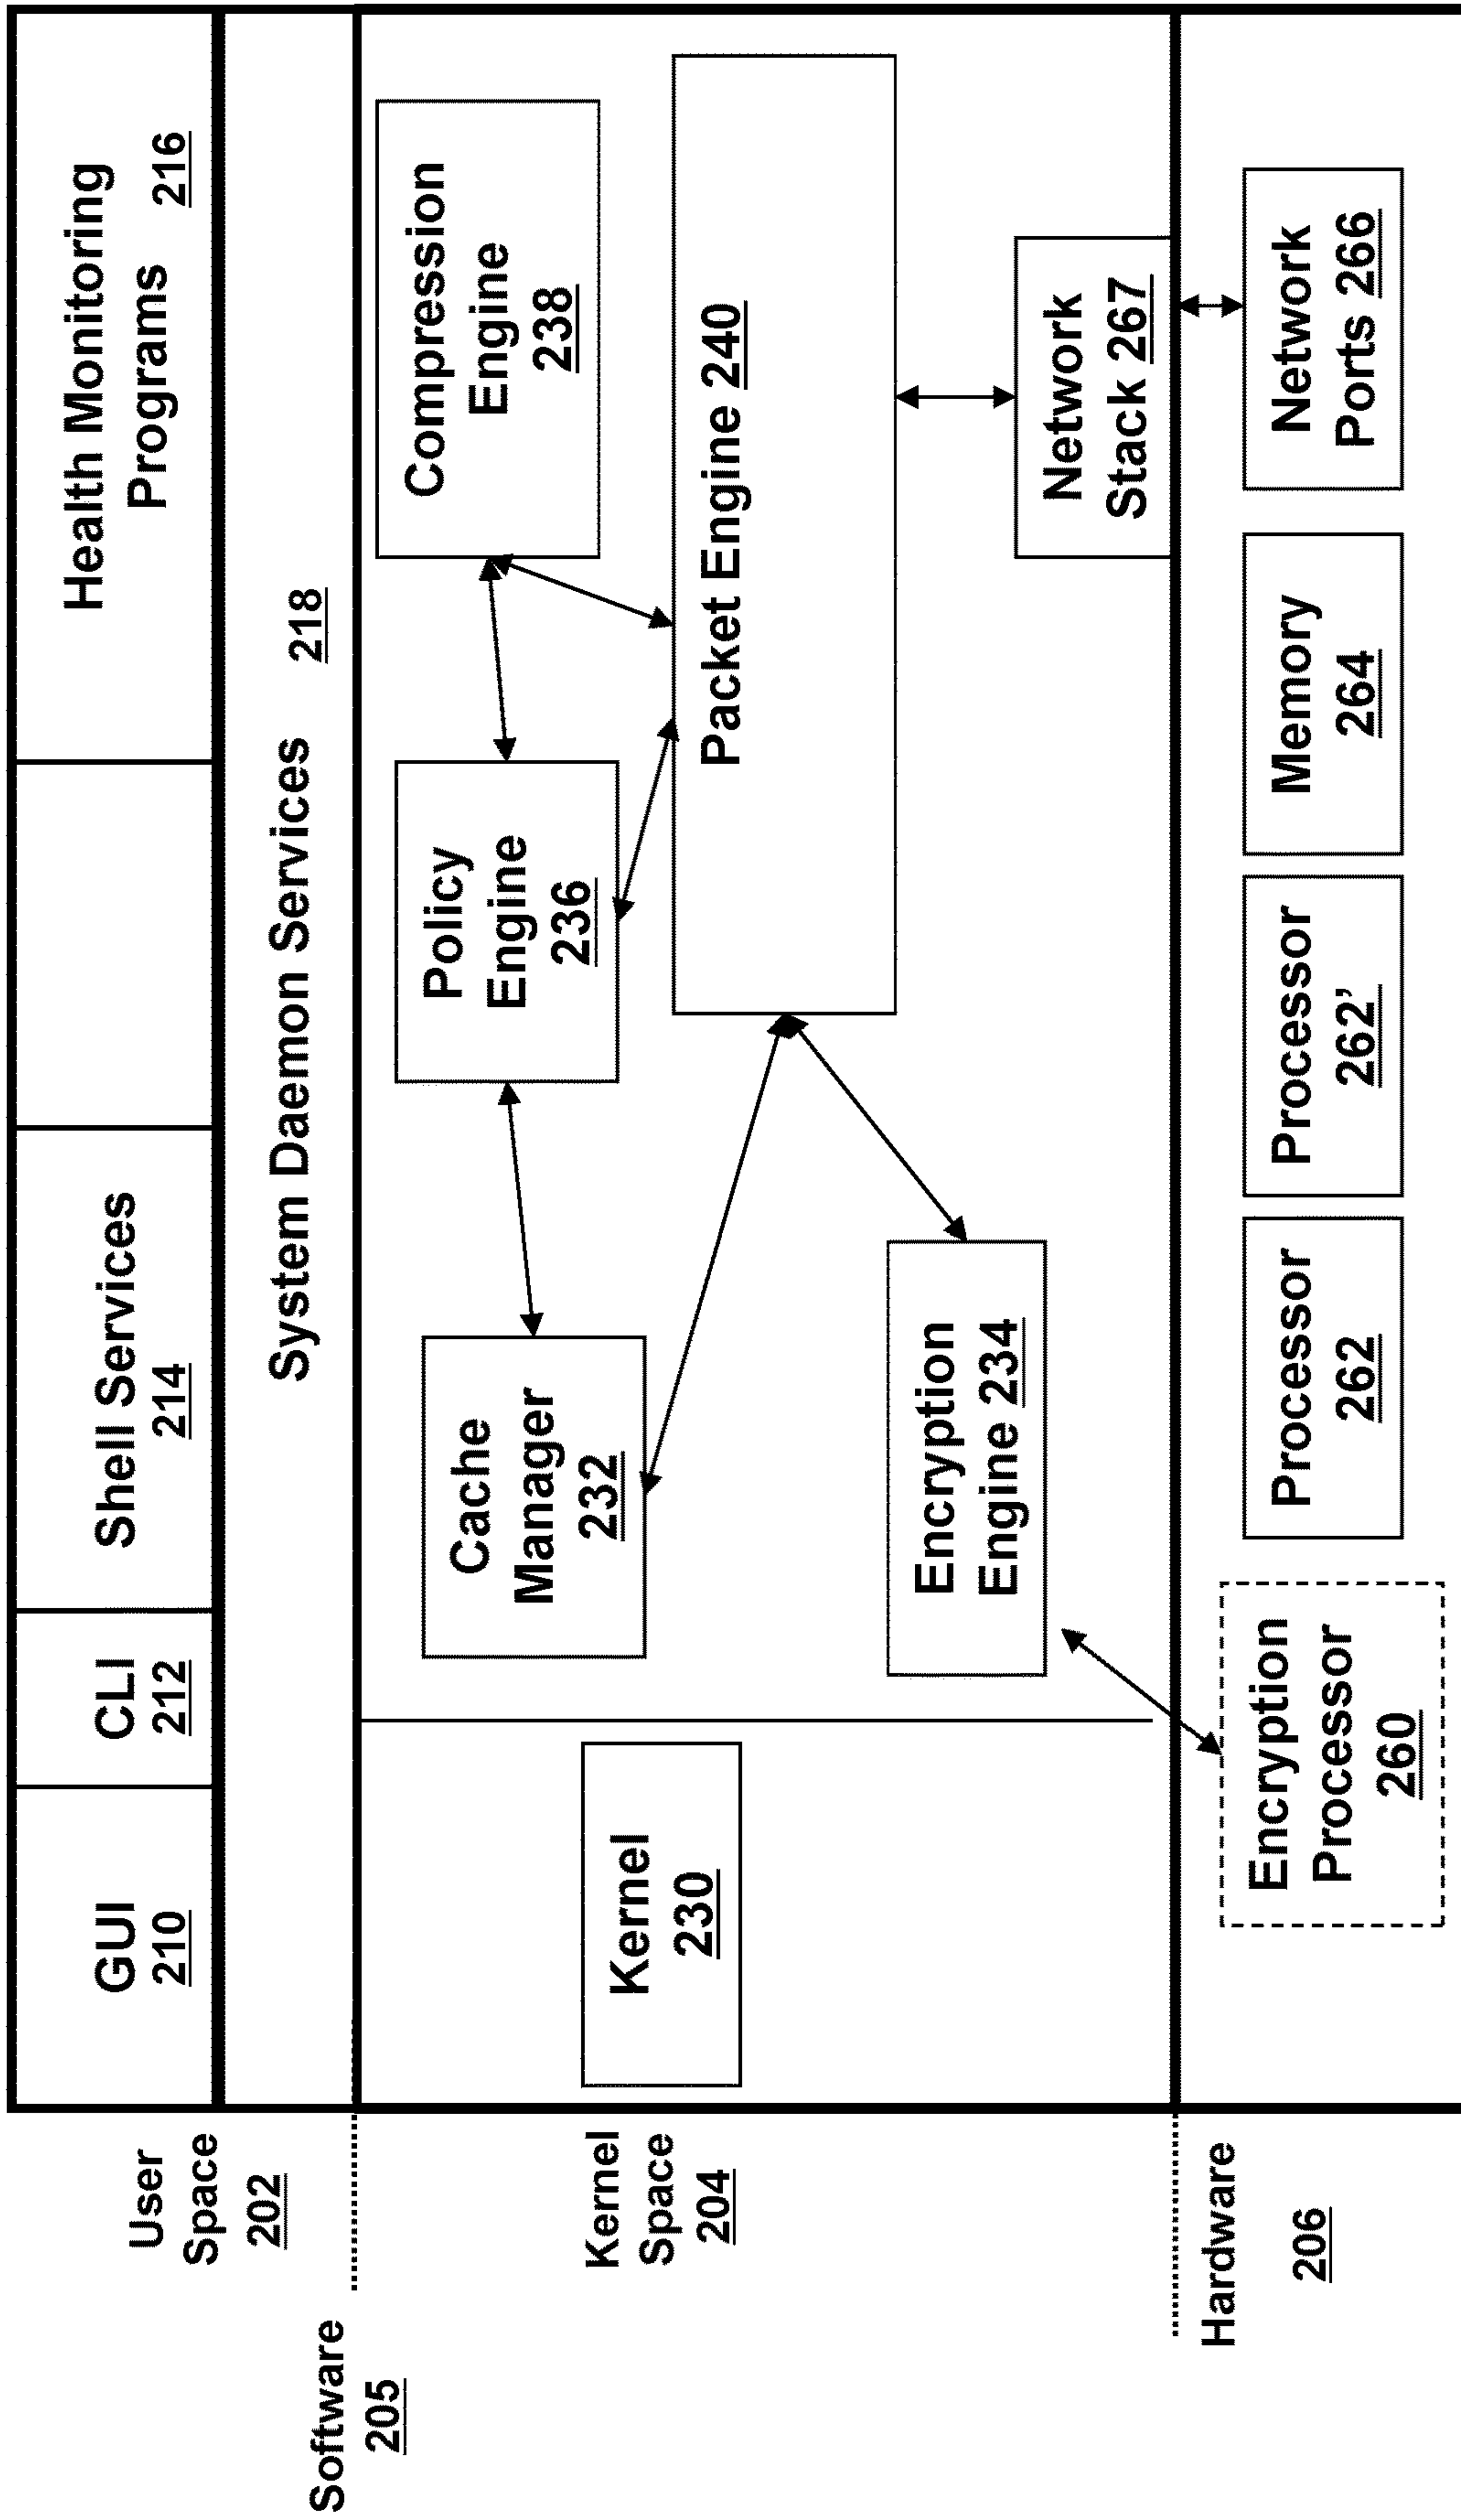 GUI
210
CLI
212
Shell Services
214
Health Monitoring
Programs
216
System Daemon Services
218
User
Space
202
Software
205
Kernel
Space
204
Hardware
206
Kernel
230
Cache
Manager
232
Policy
Engine
236
Compression
Engine
238
Packet Engine 240
Encryption
Engine 234
Network
Stack 267
Encryption
Processor
260
Processor
262
Processor
262’
Memory
264
Network
Ports 266